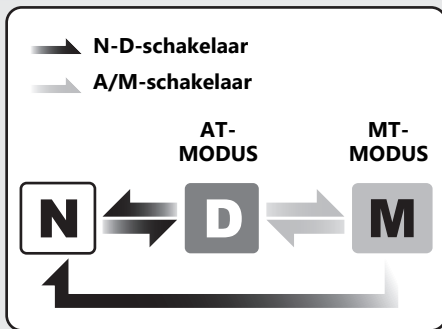 N-D-schakelaar
A/M-schakelaar
AT-
MODUS
MT-
MODUS
N D M